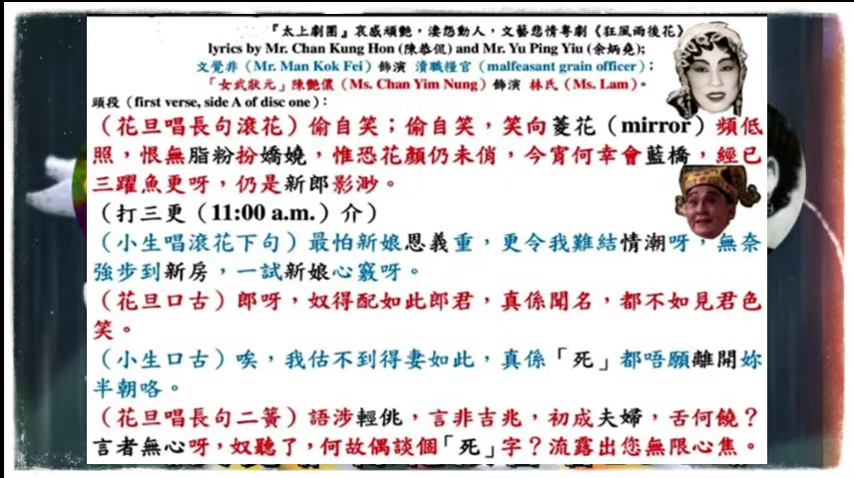 『太上劇團』哀感頑艷，淒怨動人，文藝悲情粵劇《狂風雨後花》
lyrics by Mr. Chan Kung Hon (陳恭侃) and Mr. Yu Ping Yiu (余炳堯);
文覺非（Mr. Man Kok Fei）飾演 瀆職糧官（malfeasant grain officer）；
「女武狀元」陳艷儂（Ms. Chan Yim Nung）飾演 林氏（Ms. Lam）。
頭段（first verse, side A of disc one）：
（花旦唱長句滾花）偷自笑；偷自笑，笑向菱花（mirror）頻低
照，恨無脂粉扮嬌嬈，惟恐花顏仍未俏，今宵何幸會藍橋，經已
三躍魚更呀，仍是新郎影渺。
（打三更（11:00 a.m.）介）
（小生唱滾花下句）最怕新娘恩義重，更令我難結情潮呀，無奈
強步到新房，一試新娘心竅呀。
（花旦口古）郎呀，奴得配如此郎君，真係聞名，都不如見君色
笑。
（小生口古）唉，我估不到得妻如此，真係「死」都唔願離開妳
半朝咯。
（花旦唱長句二簧）語涉輕佻，言非吉兆，初成夫婦，舌何饒？
言者無心呀，奴聽了，何故偶談個「死」字？流露出您無限心焦。